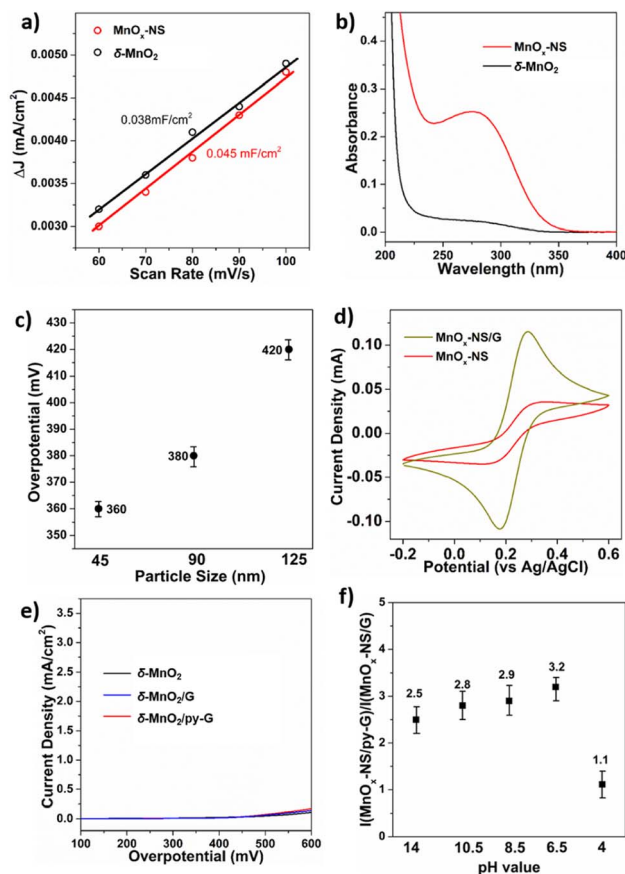 a)
MnOₓ-NS
δ-MnO₂
0.038mF/cm²
0.045 mF/cm²
0.0050
0.0045
0.0040
0.0035
0.0030
ΔJ (mA/cm²)
60 70 80 90 100
Scan Rate (mV/s)
b)
MnOₓ-NS
δ-MnO₂
0.4
0.3
0.2
0.1
0.0
Absorbance
200 250 300 350 400
Wavelength (nm)
c)
430
420
410
400
390
380
370
360
350
Overpotential (mV)
420
380
360
45 90 125
Particle Size (nm)
d)
MnOₓ-NS/G
MnOₓ-NS
0.10
0.05
0.00
-0.05
-0.10
Current Density (mA)
-0.2 0.0 0.2 0.4 0.6
Potential (vs Ag/AgCl)
e)
δ-MnO₂
δ-MnO₂/G
δ-MnO₂/py-G
3.5
3.0
2.5
2.0
1.5
1.0
0.5
0.0
Current Density (mA/cm²)
100 200 300 400 500 600
Overpotential (mV)
f)
5
4
3
2
1
0
I(MnOₓ-NS/py-G)/I(MnOₓ-NS/G)
2.5
2.8
2.9
3.2
1.1
14 10.5 8.5 6.5 4
pH value